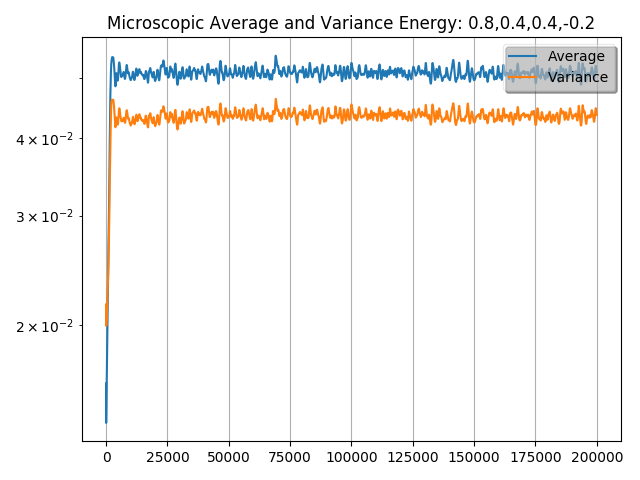 Microscopic Average and Variance Energy: 0.8,0.4,0.4,-0.2
Average
Variance
4 × 10⁻²
3 × 10⁻²
2 × 10⁻²
0 25000 50000 75000 100000 125000 150000 175000 200000